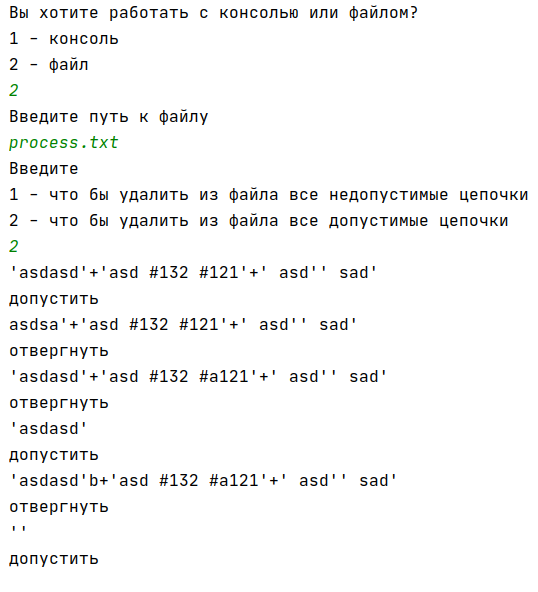 Вы хотите работать с консолью или файлом?
1 - консоль
2 - файл
2
Введите путь к файлу
process.txt
Введите
1 - что бы удалить из файла все недопустимые цепочки
2 - что бы удалить из файла все допустимые цепочки
2
'asdasd'+'asd #132 #121'+' asd'' sad'
допустить
asdsa'+'asd #132 #121'+' asd'' sad'
отвергнуть
'asdasd'+'asd #132 #a121'+' asd'' sad'
отвергнуть
'asdasd'
допустить
'asdasd'b+'asd #132 #a121'+' asd'' sad'
отвергнуть
''
допустить